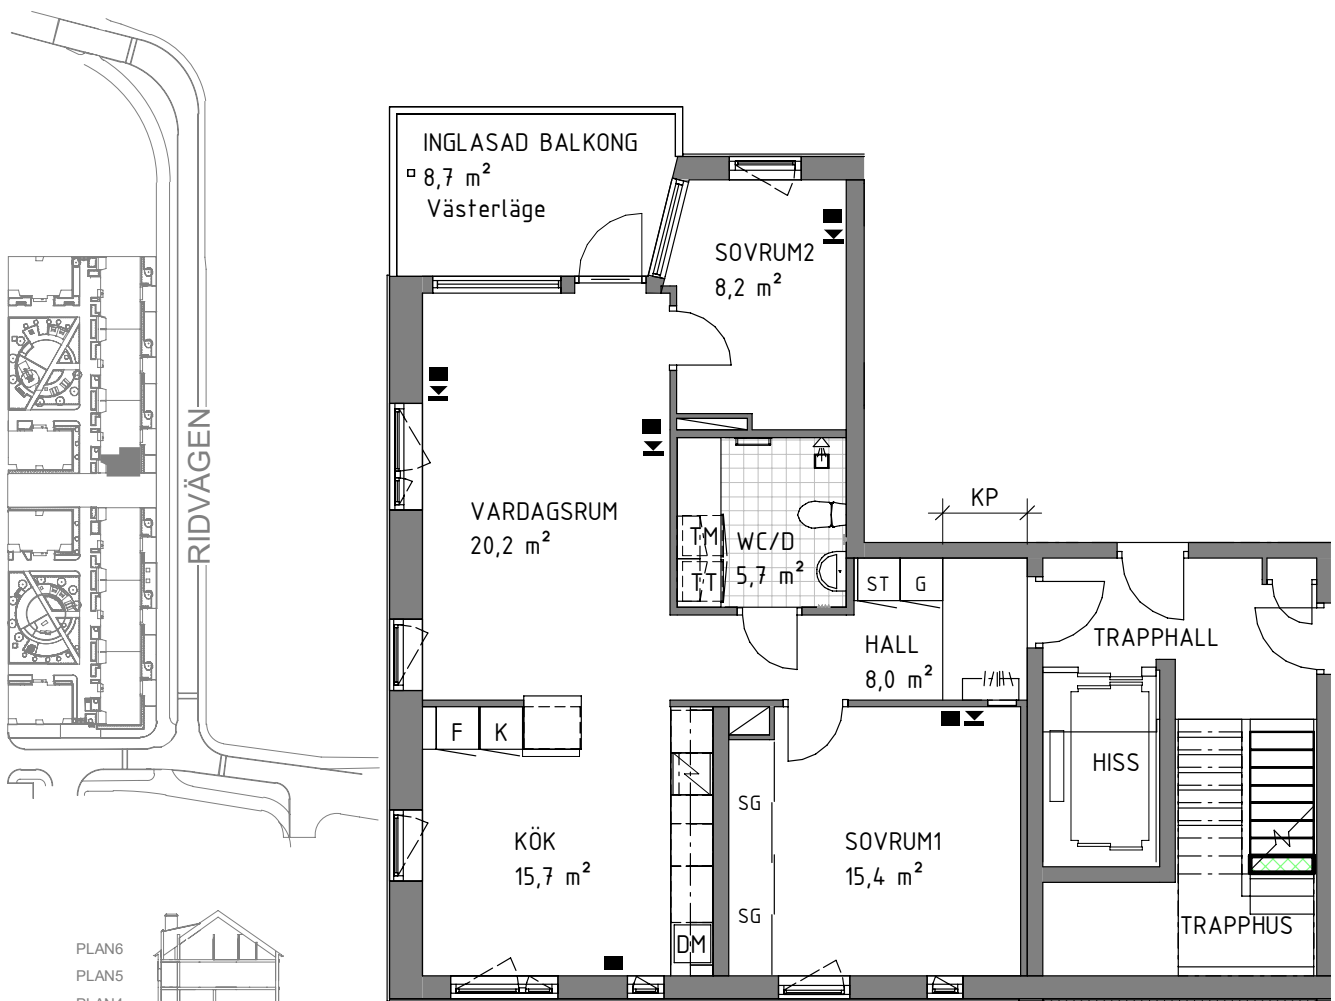 INGLASAD BALKONG
8,7 m²
Västerläge
SOVRUM2
8,2 m²
RIDVÄGEN
VARDAGSRUM
20,2 m²
TM
WC/D
5,7 m²
TT
KP
ST
G
HALL
8,0 m²
TRAPPHALL
F
K
HISS
SG
KÖK
15,7 m²
SOVRUM1
15,4 m²
SG
DM
TRAPPHUS
PLAN6
PLAN5
PLAN4